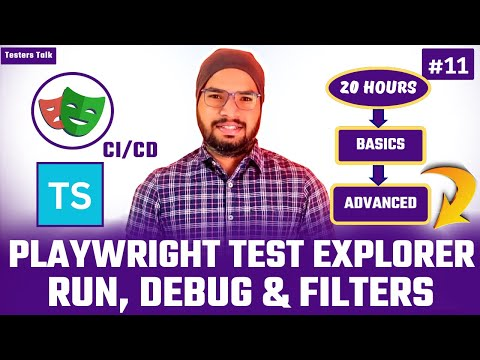 Testers Talk
#11
20 HOURS
CI/CD
BASICS
TS
ADVANCED
PLAYWRIGHT TEST EXPLORER
RUN, DEBUG & FILTERS